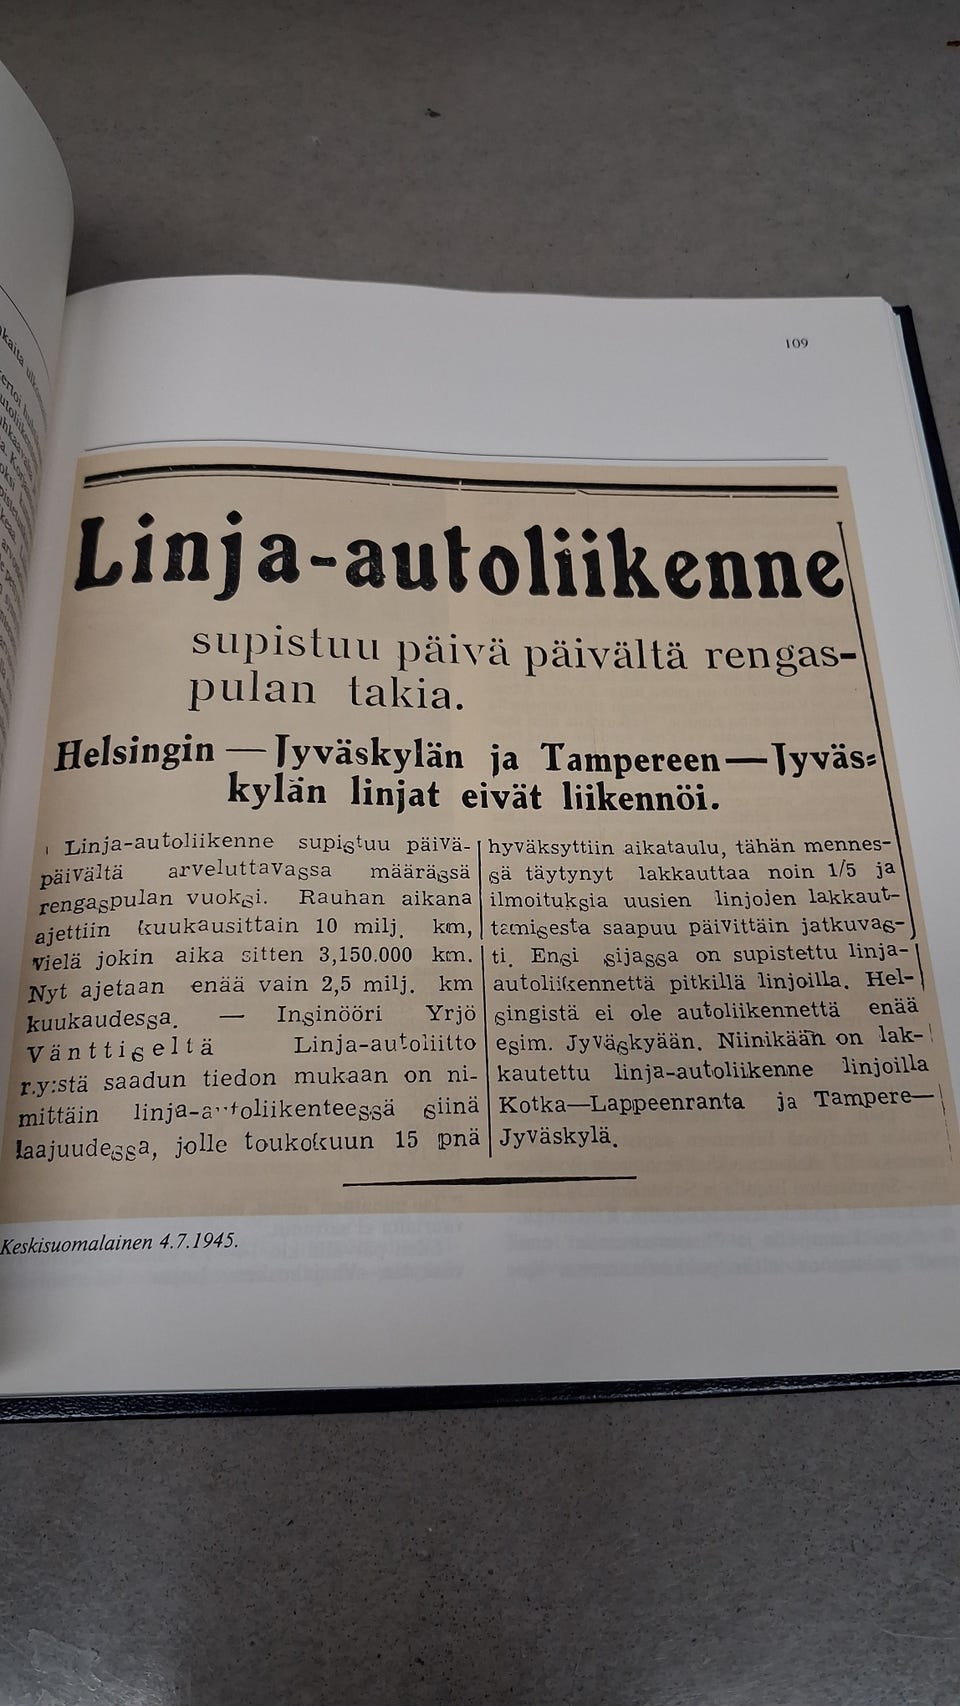 109
Linja-autoliikenne
supistuu päivä päivältä rengas-
pulan takia.
Helsingin — Jyväskylän ja Tampereen — Jyväs-
kylän linjat eivät liikennöi.
Linja-autoliikenne supistuu päivä-
päivältä arveluttavassa määrässä
rengaspulan vuoksi. Rauhan aikana
ajettiin kuukausittain 10 milj. km,
vielä jokin aika sitten 3,150.000 km.
Nyt ajetaan enää vain 2,5 milj. km
kuukaudessa. — Insinööri Yrjö
Vänttiseltä Linja-autoliitto
r.y:stä saadun tiedon mukaan on ni-
mittäin linja-autoliikenteessä siinä
laajuudessa, jolle toukokuun 15 pnä
hyväksyttiin aikataulu, tähän mennes-
sä täytynyt lakkauttaa noin 1/5 ja
ilmoituksia uusien linjojen lakkaut-
tamisesta saapuu päivittäin jatkuvas-
ti. Ensi sijassa on supistettu linja-
autoliikennettä pitkillä linjoilla. Hel-
singistä ei ole autoliikennettä enää
esim. Jyväskyään. Niinikään on lak-
kautettu linja-autoliikenne linjoilla
Kotka—Lappeenranta ja Tampere—
Jyväskylä.
Keskisuomalainen 4.7.1945.